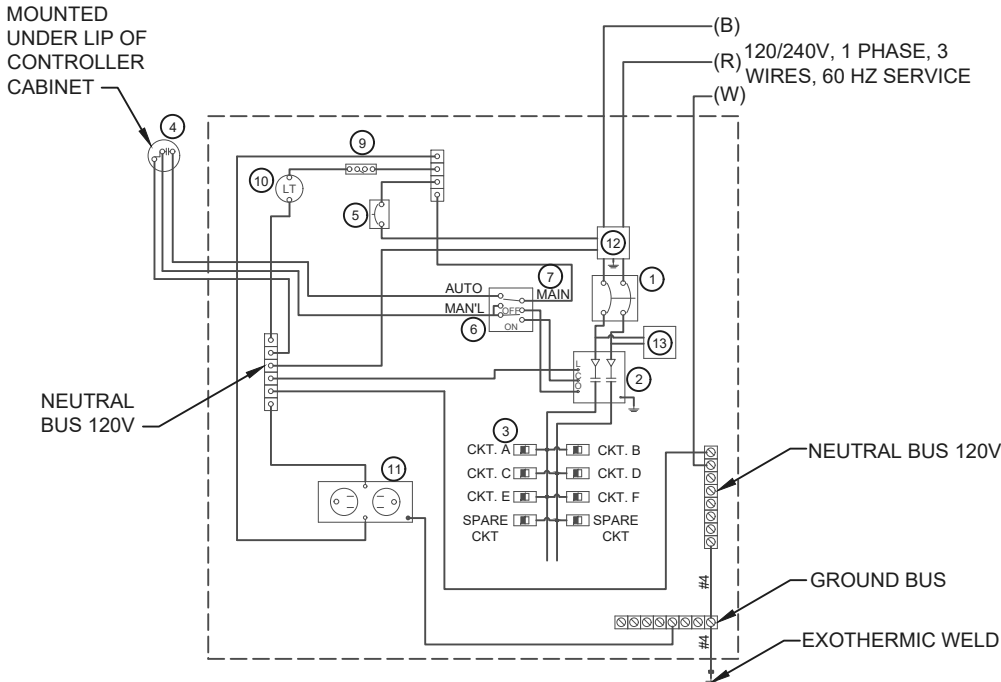 MOUNTED
UNDER LIP OF
CONTROLLER
CABINET
(B)
(R) 120/240V, 1 PHASE, 3
WIRES, 60 HZ SERVICE
(W)
4
9
10
LT
5
12
7
1
AUTO
MAIN
MAN'L
OFF
6
ON
13
L
C
O
2
NEUTRAL
BUS 120V
3
CKT. A
CKT. B
CKT. C
CKT. D
CKT. E
CKT. F
SPARE
CKT
SPARE
CKT
11
NEUTRAL BUS 120V
#4
GROUND BUS
#4
EXOTHERMIC WELD